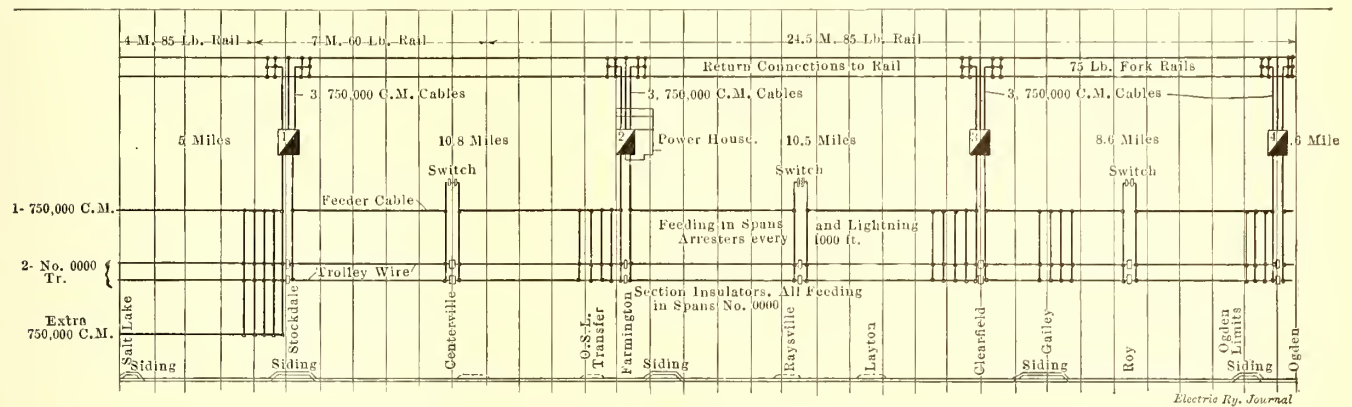 4 M. 85 Lb. Rail
7 M. 60 Lb. Rail
24.5 M. 85 Lb. Rail
Return Connections to Rail
75 Lb. Fork Rails
3 750,000 C.M. Cables
3, 750,000 C.M. Cables
3, 750,000 C.M. Cables
1
2
3
4
5 Miles
10.8 Miles
Power House.
10.5 Miles
8.6 Miles
.6 Mile
Switch
Switch
Switch
1- 750,000 C.M.
Feeder Cable
Feeding in Spans and Lightning
Arresters every 1000 ft.
2- No. 0000
Tr.
Trolley Wire
Section Insulators. All Feeding
in Spans No. 0000
Extra
750,000 C.M.
Salt Lake
Stockdale
Centerville
O.S.L.
Transfer
Farmington
Raysville
Layton
Clearfield
Gailey
Roy
Ogden
Limits
Ogden
Siding
Siding
Siding
Siding
Siding
Electric Ry. Journal